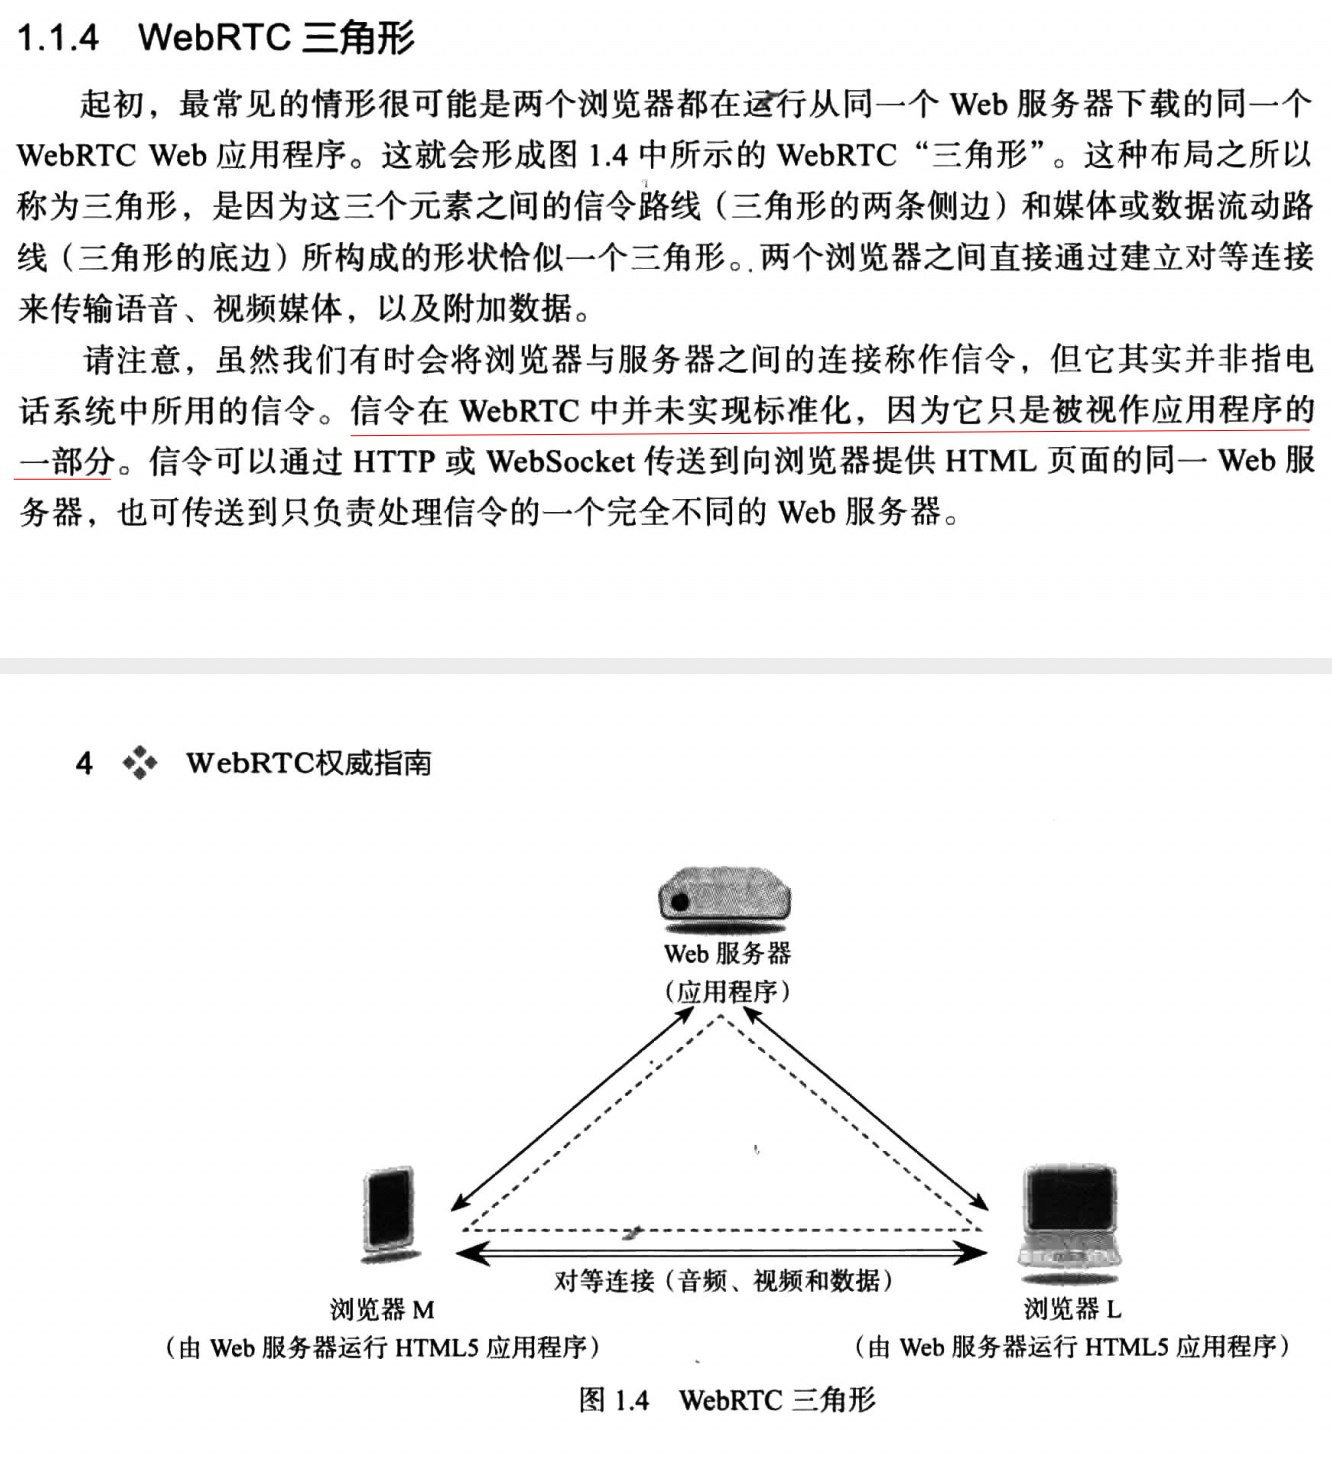 1.1.4 WebRTC 三角形
起初，最常见的情形很可能是两个浏览器都在运行从同一个 Web 服务器下载的同一个
WebRTC Web 应用程序。这就会形成图 1.4 中所示的 WebRTC“三角形”。这种布局之所以
称为三角形，是因为这三个元素之间的信令路线（三角形的两条侧边）和媒体或数据流动路
线（三角形的底边）所构成的形状恰似一个三角形。两个浏览器之间直接通过建立对等连接
来传输语音、视频媒体，以及附加数据。
请注意，虽然我们有时会将浏览器与服务器之间的连接称作信令，但它其实并非指电
话系统中所用的信令。信令在 WebRTC 中并未实现标准化，因为它只是被视作应用程序的
一部分。信令可以通过 HTTP 或 WebSocket 传送到向浏览器提供 HTML 页面的同一 Web 服
务器，也可传送到只负责处理信令的一个完全不同的 Web 服务器。
4 WebRTC权威指南
Web 服务器
（应用程序）
对等连接（音频、视频和数据）
浏览器 M
（由 Web 服务器运行 HTML5 应用程序）
浏览器 L
（由 Web 服务器运行 HTML5 应用程序）
图 1.4 WebRTC 三角形